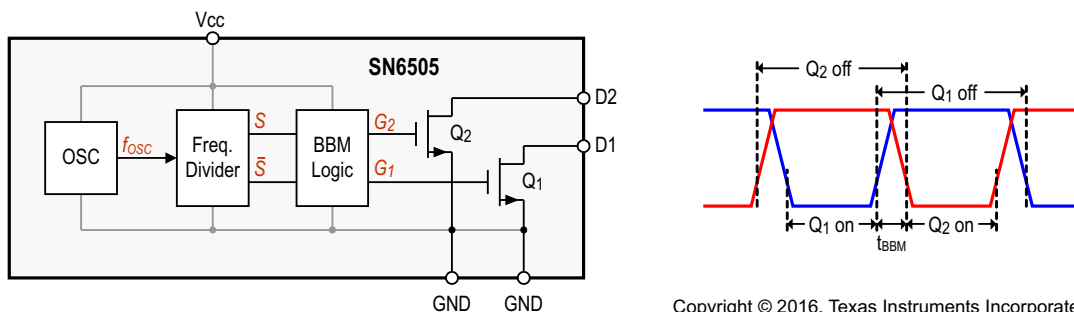 Vcc
SN6505
OSC
fOSC
Freq.
Divider
S
S̄
BBM
Logic
G2
G1
Q2
Q1
D2
D1
GND
GND
Q2 off
Q1 off
Q1 on
tBBM
Q2 on
Copyright © 2016, Texas Instruments Incorporate